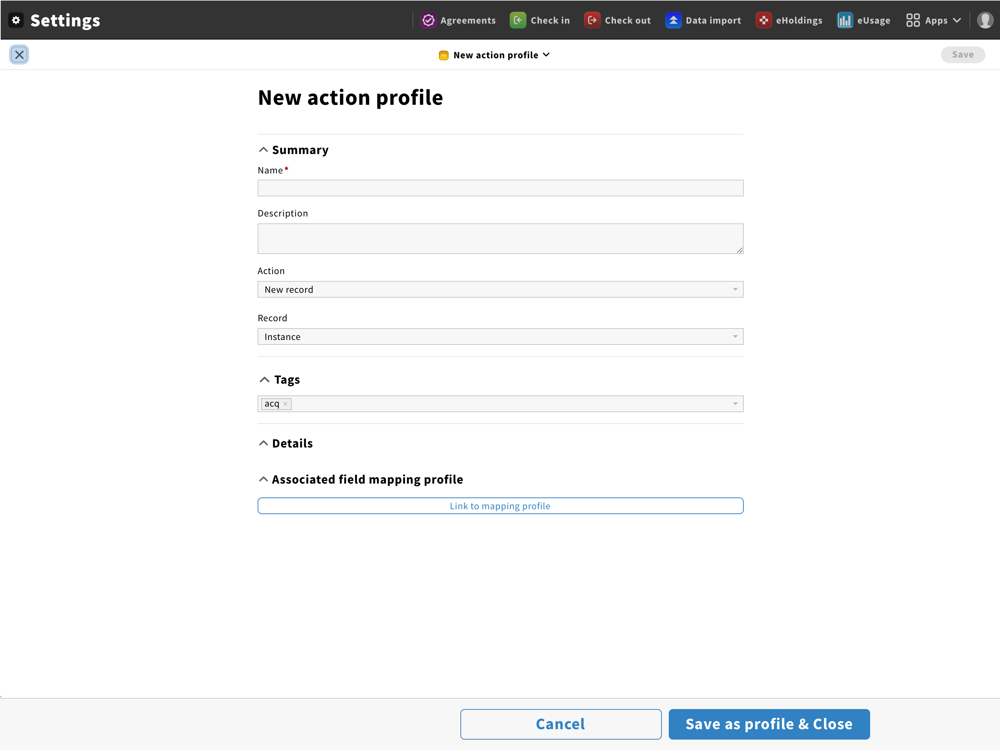 Settings
Agreements
Check in
Check out
Data import
eHoldings
eUsage
Apps
New action profile
Save
New action profile
Summary
Name*
Description
Action
New record
Record
Instance
Tags
acq ×
Details
Associated field mapping profile
Link to mapping profile
Cancel
Save as profile & Close